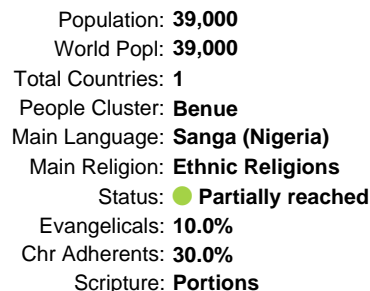 Population: 39,000
World Popl: 39,000
Total Countries: 1
People Cluster: Benue
Main Language: Sanga (Nigeria)
Main Religion: Ethnic Religions
Status: Partially reached
Evangelicals: 10.0%
Chr Adherents: 30.0%
Scripture: Portions